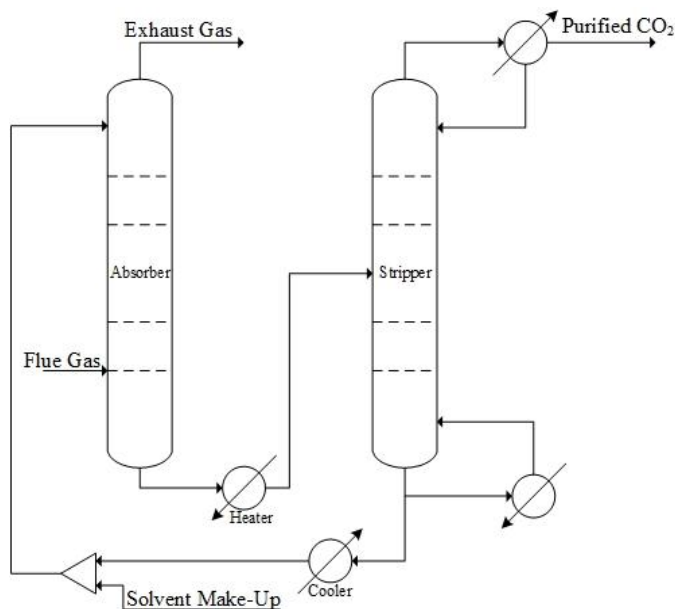 Exhaust Gas
Purified CO₂
Absorber
Stripper
Flue Gas
Heater
Cooler
Solvent Make-Up